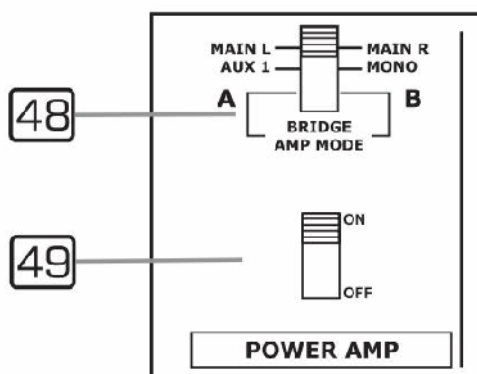 MAIN L MAIN R
AUX 1 MONO
48 A B
BRIDGE
AMP MODE
ON
49
OFF
POWER AMP